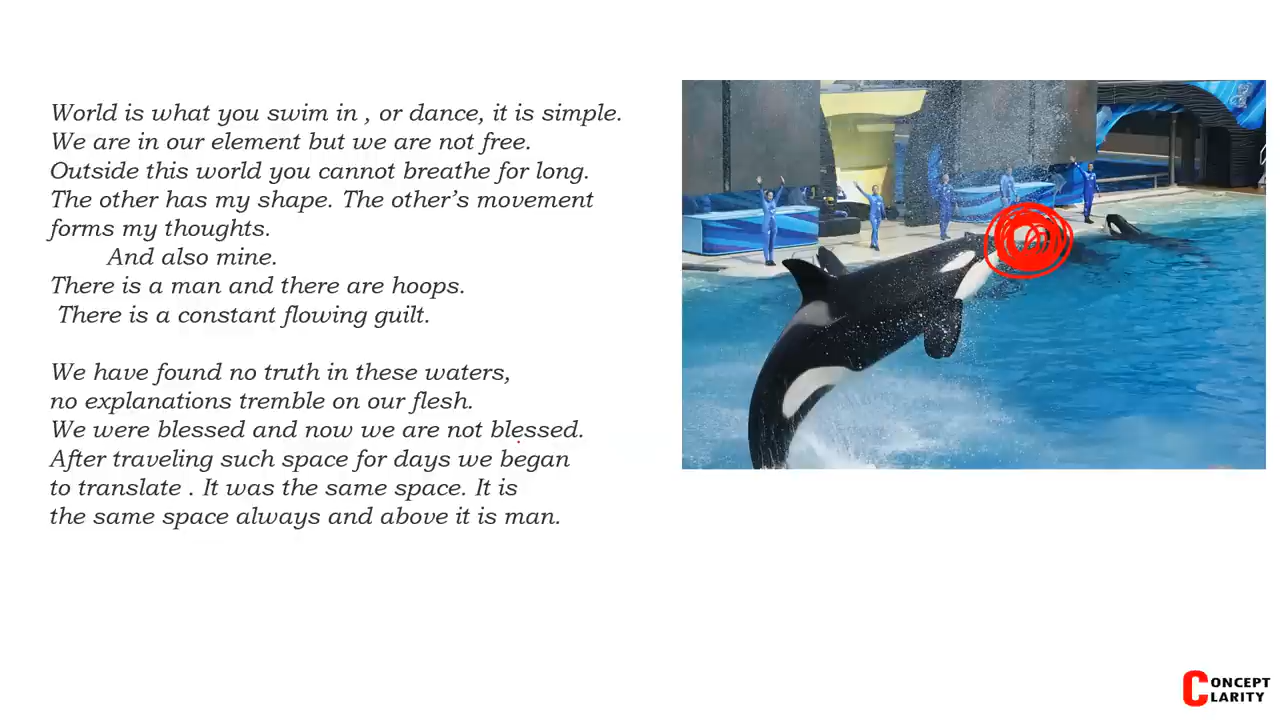 World is what you swim in , or dance, it is simple.
We are in our element but we are not free.
Outside this world you cannot breathe for long.
The other has my shape. The other's movement
forms my thoughts.
And also mine.
There is a man and there are hoops.
There is a constant flowing guilt.
We have found no truth in these waters,
no explanations tremble on our flesh.
We were blessed and now we are not blessed.
After traveling such space for days we began
to translate . It was the same space. It is
the same space always and above it is man.
CONCEPT
CLARITY